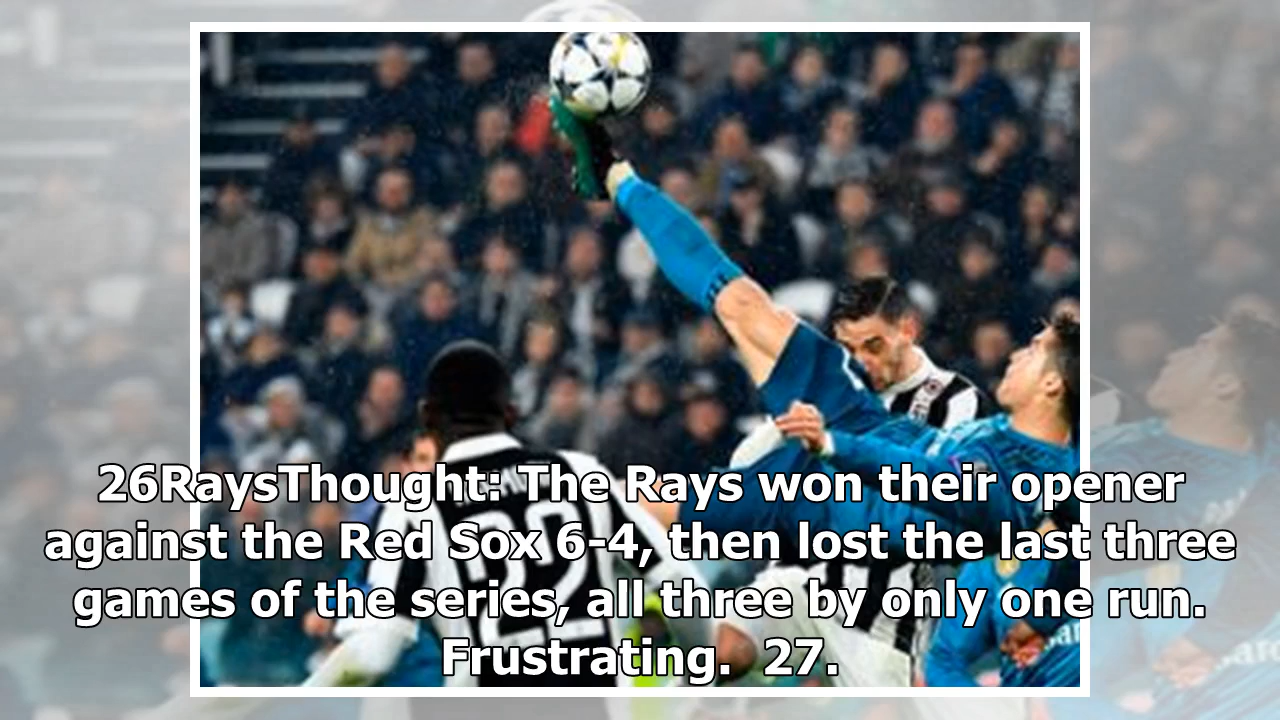 26RaysThought: The Rays won their opener
against the Red Sox 6-4, then lost the last three
games of the series, all three by only one run.
Frustrating.  27.
22